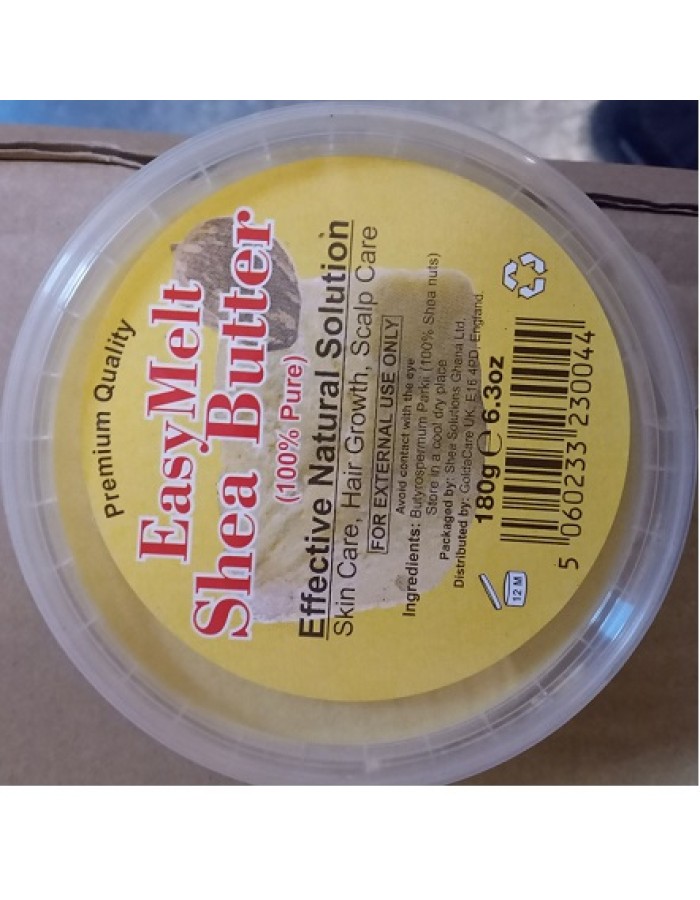 Premium Quality
EasyMelt
Shea Butter
(100% Pure)
Effective Natural Solution
Skin Care, Hair Growth, Scalp Care
FOR EXTERNAL USE ONLY
Avoid contact with the eye
Ingredients: Butyrospermum Parkii (100% Shea nuts)
Store in a cool dry place
Packaged by: Shea Solutions Ghana Ltd.
Distributed by: GoldaCare UK, E16 4PD, England.
180g ℮ 6.3oz
5 060233 230044
12 M